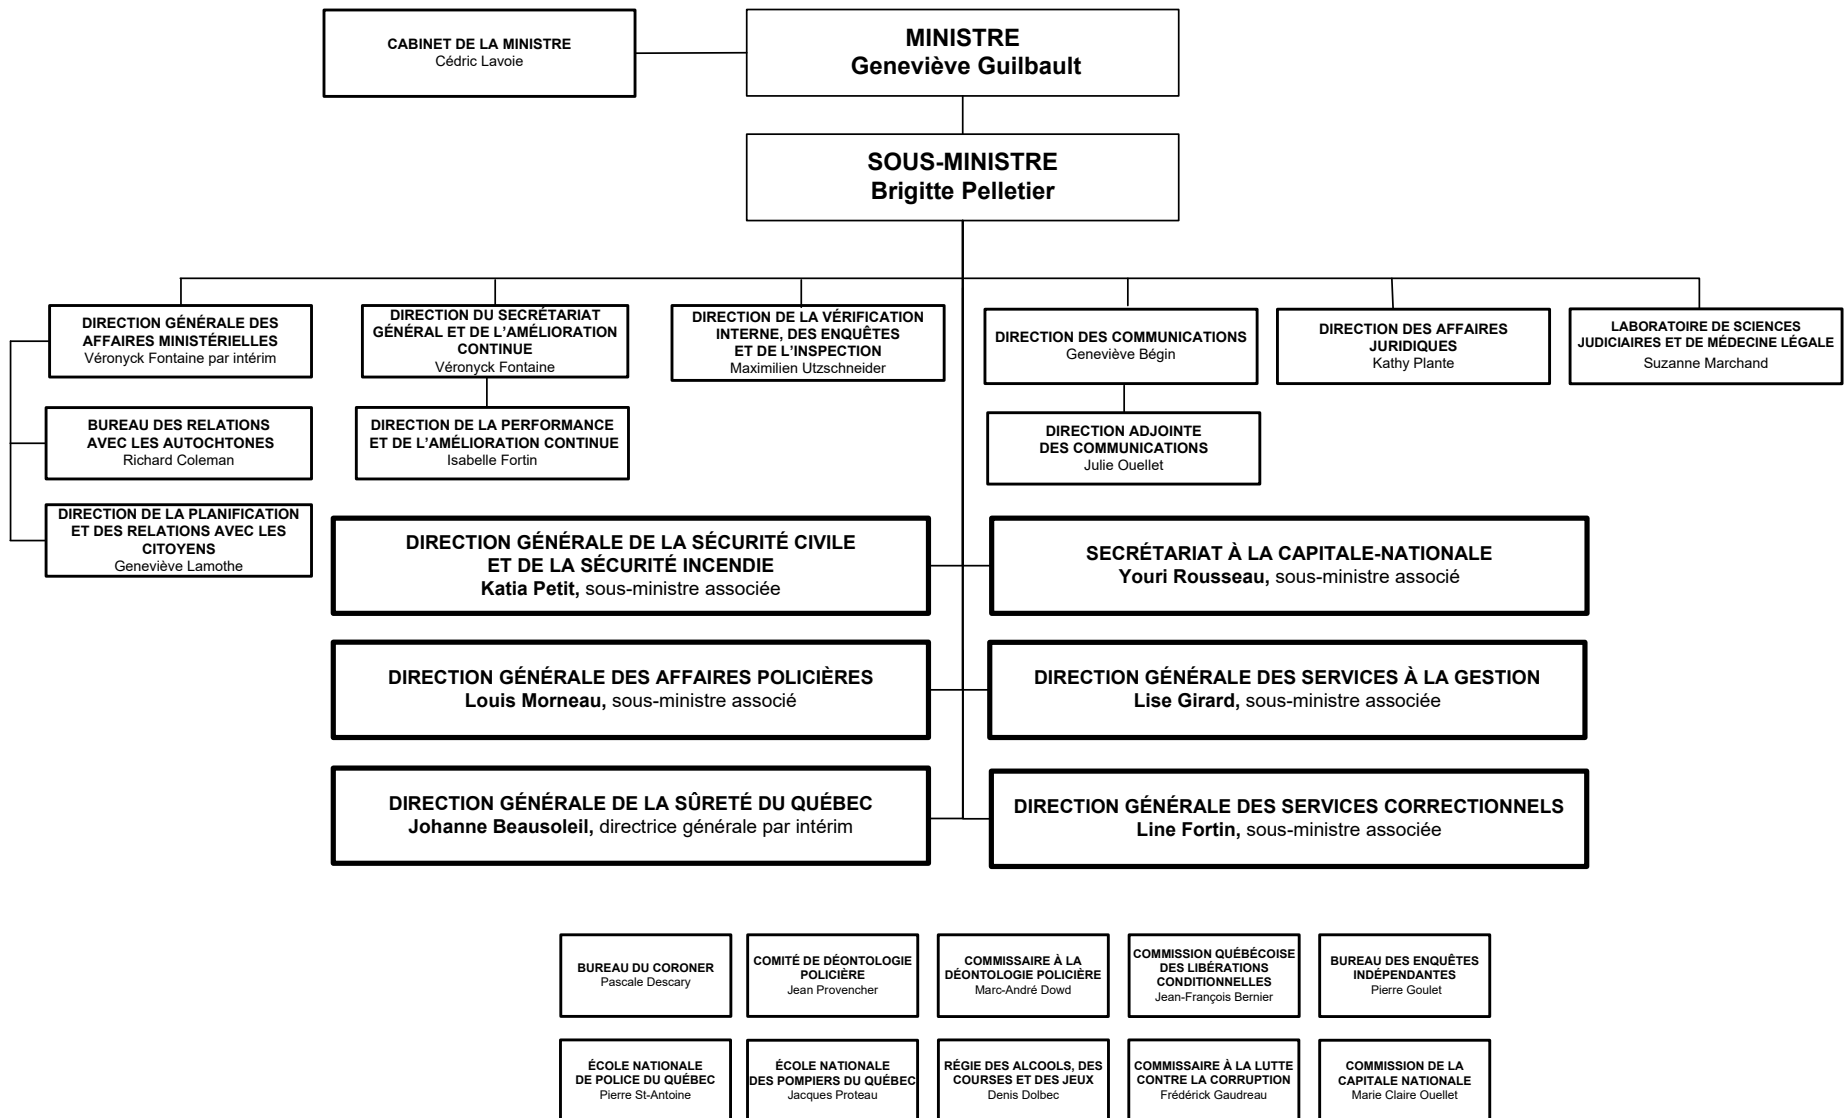 CABINET DE LA MINISTRE
Cédric Lavoie
MINISTRE
Geneviève Guilbault
SOUS-MINISTRE
Brigitte Pelletier
DIRECTION GÉNÉRALE DES
AFFAIRES MINISTÉRIELLES
Véronyck Fontaine par intérim
DIRECTION DU SECRÉTARIAT
GÉNÉRAL ET DE L'AMÉLIORATION
CONTINUE
Véronyck Fontaine
DIRECTION DE LA VÉRIFICATION
INTERNE, DES ENQUÊTES
ET DE L'INSPECTION
Maximilien Utzschneider
DIRECTION DES COMMUNICATIONS
Geneviève Bégin
DIRECTION DES AFFAIRES
JURIDIQUES
Kathy Plante
LABORATOIRE DE SCIENCES
JUDICIAIRES ET DE MÉDECINE LÉGALE
Suzanne Marchand
BUREAU DES RELATIONS
AVEC LES AUTOCHTONES
Richard Coleman
DIRECTION DE LA PERFORMANCE
ET DE L'AMÉLIORATION CONTINUE
Isabelle Fortin
DIRECTION ADJOINTE
DES COMMUNICATIONS
Julie Ouellet
DIRECTION DE LA PLANIFICATION
ET DES RELATIONS AVEC LES
CITOYENS
Geneviève Lamothe
DIRECTION GÉNÉRALE DE LA SÉCURITÉ CIVILE
ET DE LA SÉCURITÉ INCENDIE
Katia Petit, sous-ministre associée
SECRÉTARIAT À LA CAPITALE-NATIONALE
Youri Rousseau, sous-ministre associé
DIRECTION GÉNÉRALE DES AFFAIRES POLICIÈRES
Louis Morneau, sous-ministre associé
DIRECTION GÉNÉRALE DES SERVICES À LA GESTION
Lise Girard, sous-ministre associée
DIRECTION GÉNÉRALE DE LA SÛRETÉ DU QUÉBEC
Johanne Beausoleil, directrice générale par intérim
DIRECTION GÉNÉRALE DES SERVICES CORRECTIONNELS
Line Fortin, sous-ministre associée
BUREAU DU CORONER
Pascale Descary
COMITÉ DE DÉONTOLOGIE
POLICIÈRE
Jean Provencher
COMMISSAIRE À LA
DÉONTOLOGIE POLICIÈRE
Marc-André Dowd
COMMISSION QUÉBÉCOISE
DES LIBÉRATIONS
CONDITIONNELLES
Jean-François Bernier
BUREAU DES ENQUÊTES
INDÉPENDANTES
Pierre Goulet
ÉCOLE NATIONALE
DE POLICE DU QUÉBEC
Pierre St-Antoine
ÉCOLE NATIONALE
DES POMPIERS DU QUÉBEC
Jacques Proteau
RÉGIE DES ALCOOLS, DES
COURSES ET DES JEUX
Denis Dolbec
COMMISSAIRE À LA LUTTE
CONTRE LA CORRUPTION
Frédérick Gaudreau
COMMISSION DE LA
CAPITALE NATIONALE
Marie Claire Ouellet